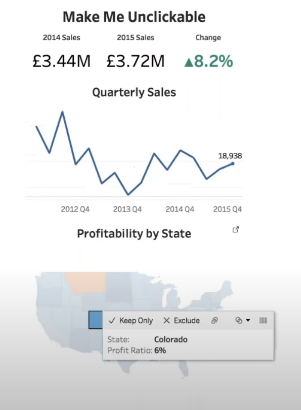 Make Me Unclickable
2014 Sales 2015 Sales Change
£3.44M £3.72M ▲8.2%
Quarterly Sales
18,938
2012 Q4 2013 Q4 2014 Q4 2015 Q4
Profitability by State
Keep Only Exclude
State: Colorado
Profit Ratio: 6%